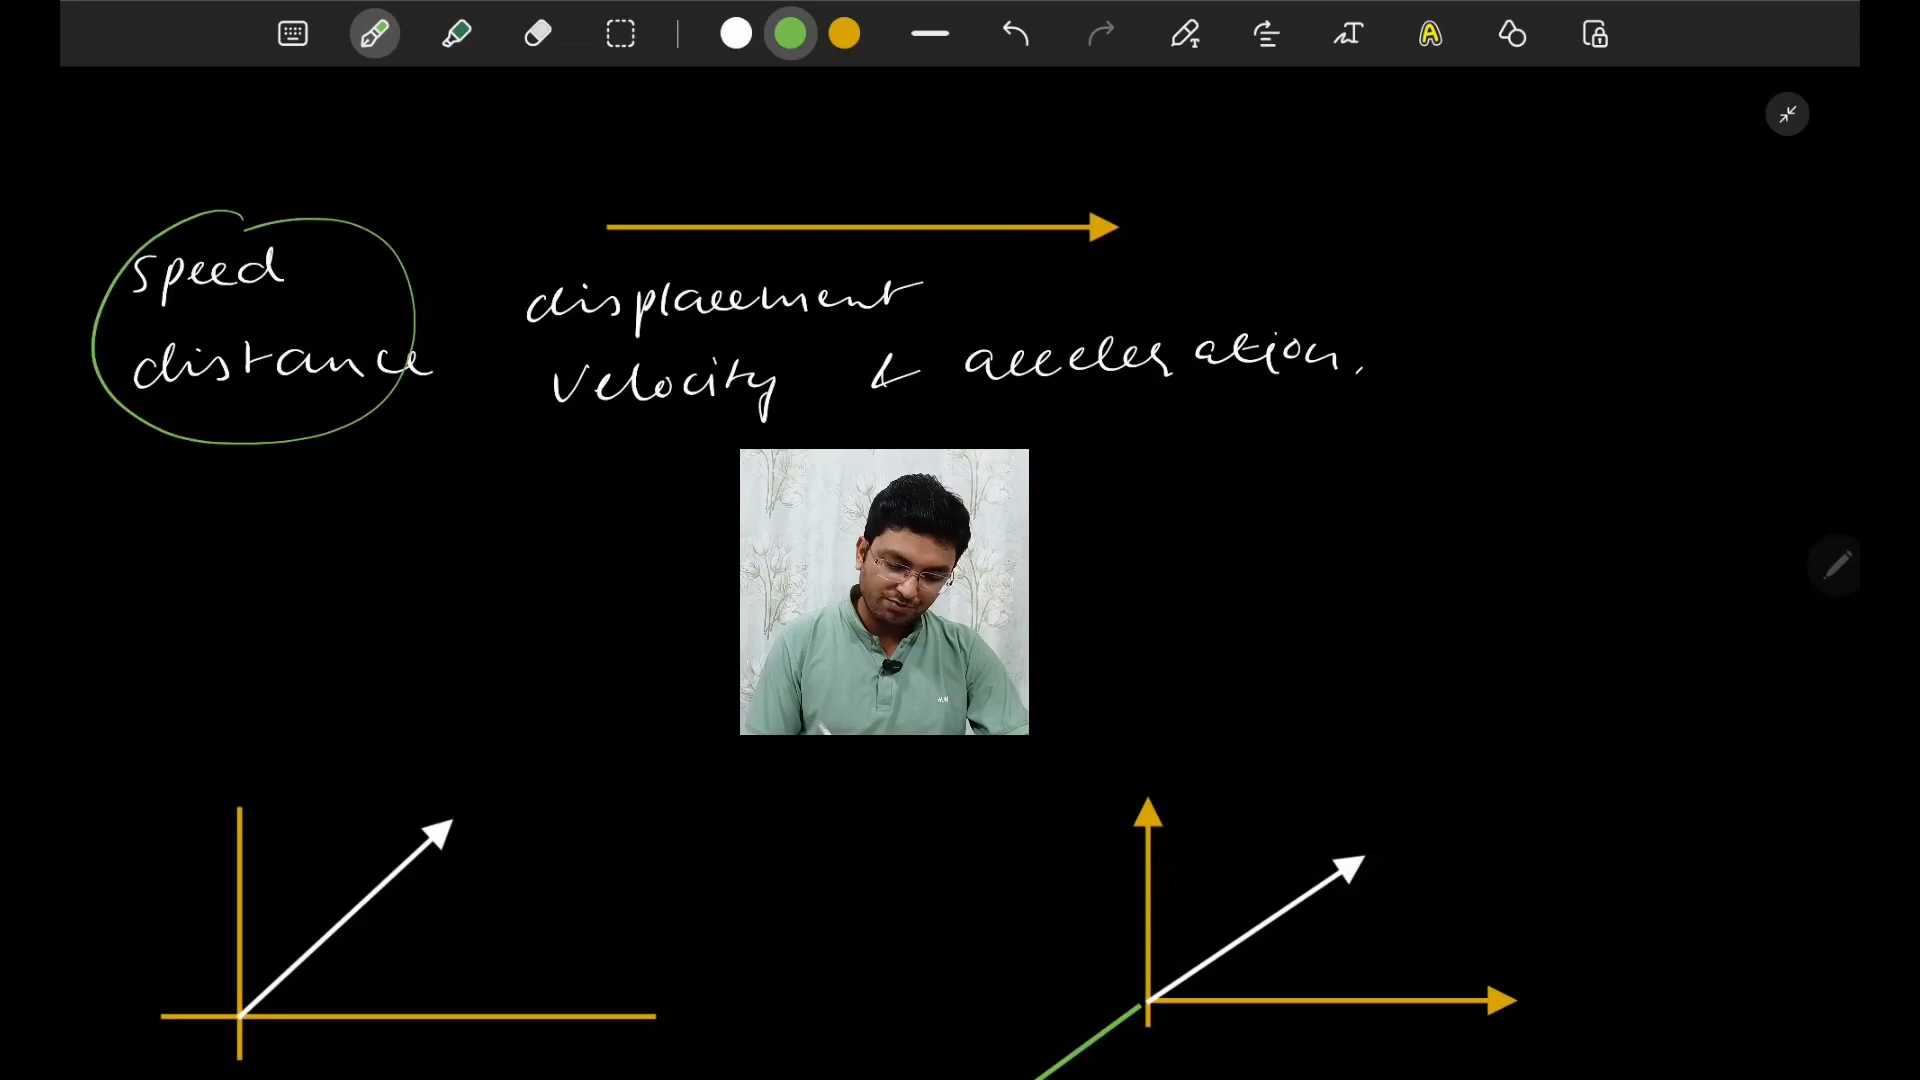 speed
distance
displacement
velocity & acceleration.